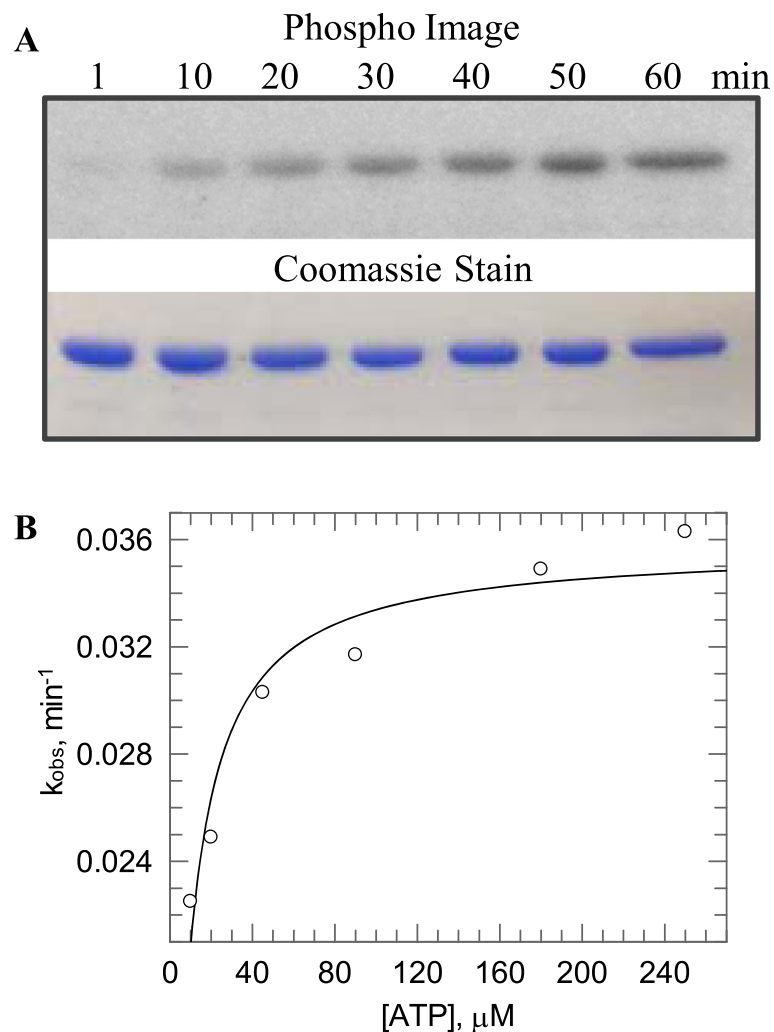 A
Phospho Image
1 10 20 30 40 50 60 min
Coomassie Stain
B
0.036
0.032
0.028
0.024
k_obs, min⁻¹
0 40 80 120 160 200 240
[ATP], μM